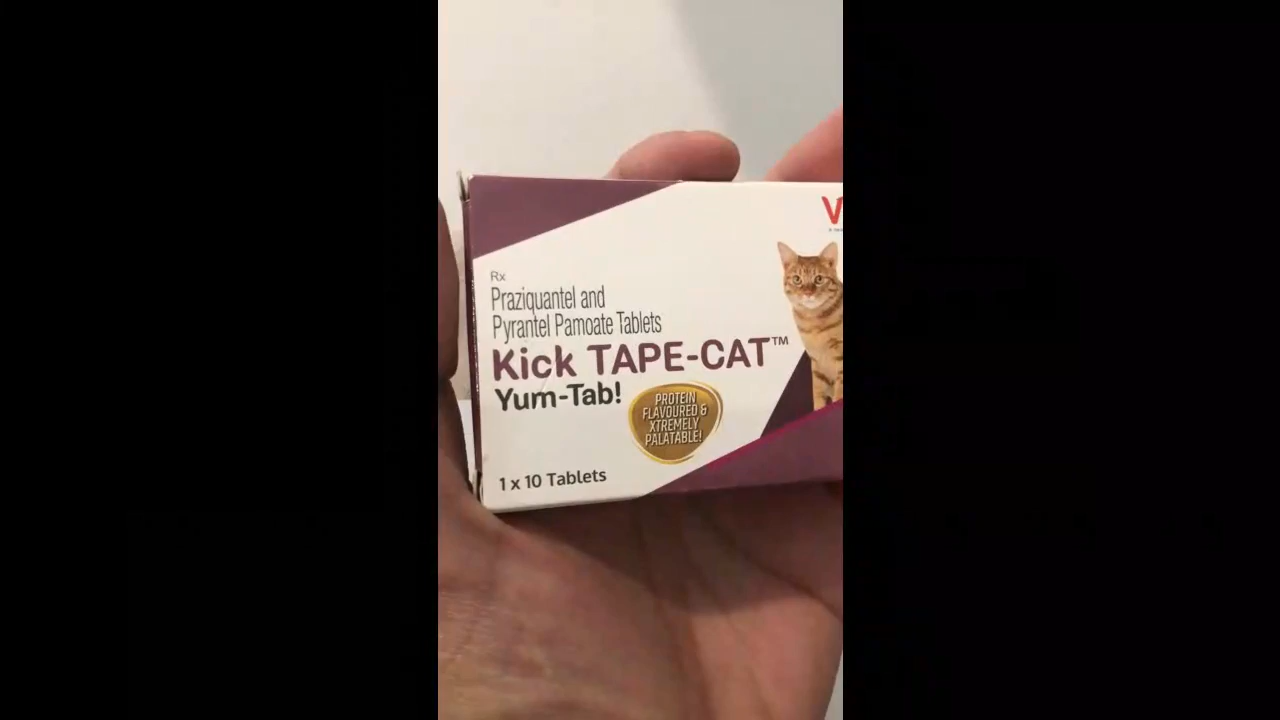 Rx
Praziquantel and
Pyrantel Pamoate Tablets
Kick TAPE-CAT™
Yum-Tab!
PROTEIN
FLAVOURED &
XTREMELY
PALATABLE!
1 x 10 Tablets